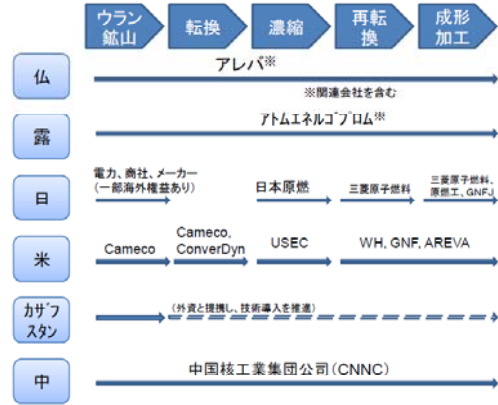 ウラン
鉱山
転換
濃縮
再転
換
成形
加工
仏
アレバ※
※関連会社を含む
露
アトムエネルゴプロム※
日
電力、商社、メーカー
(一部海外権益あり)
日本原燃
三菱原子燃料
三菱原子燃料、
原燃工、GNFJ
米
Cameco
Cameco,
ConverDyn
USEC
WH, GNF, AREVA
カザフ
スタン
(外資と提携し、技術導入を推進)
中
中国核工業集団公司(CNNC)